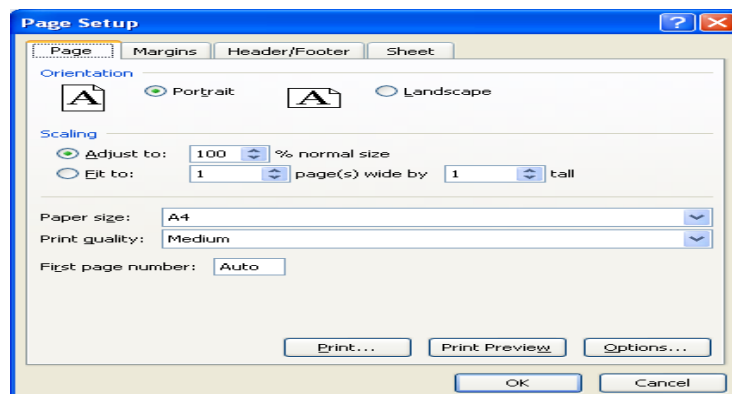 Page Setup
Page Margins Header/Footer Sheet
Orientation
A Portrait A Landscape
Scaling
Adjust to: 100 % normal size
Fit to: 1 page(s) wide by 1 tall
Paper size: A4
Print quality: Medium
First page number: Auto
Print... Print Preview Options...
OK Cancel